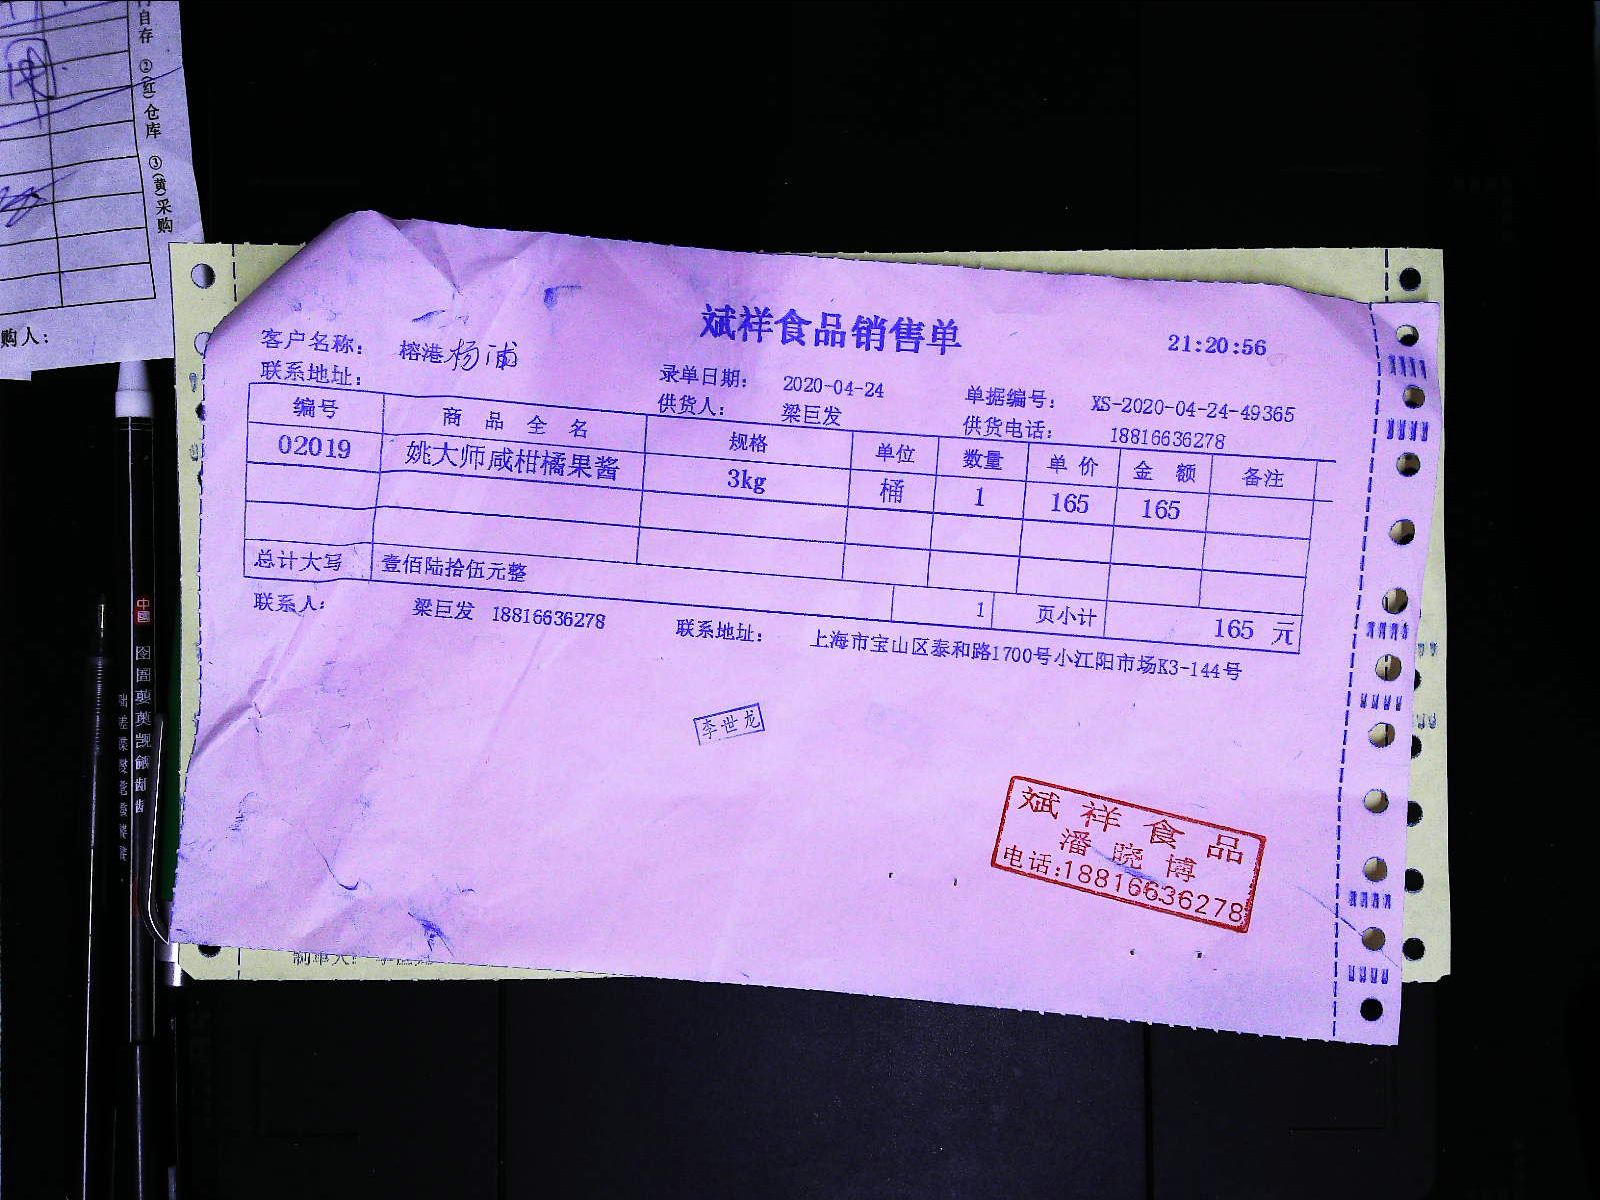 自存 ②(红)仓库 ③(黄)采购
购人:
斌祥食品销售单
21:20:56
客户名称: 榕港杨浦
录单日期: 2020-04-24 单据编号: XS-2020-04-24-49365
联系地址: 供货人: 梁巨发 供货电话: 18816636278
编号 商品全名 规格 单位 数量 单价 金额 备注
02019 姚大师咸柑橘果酱 3kg 桶 1 165 165
总计大写 壹佰陆拾伍元整 1 页小计 165 元
联系人: 梁巨发 18816636278 联系地址: 上海市宝山区泰和路1700号小江阳市场K3-144号
李世龙
斌祥食品
潘晓博
电话:18816636278
制单人:
中國